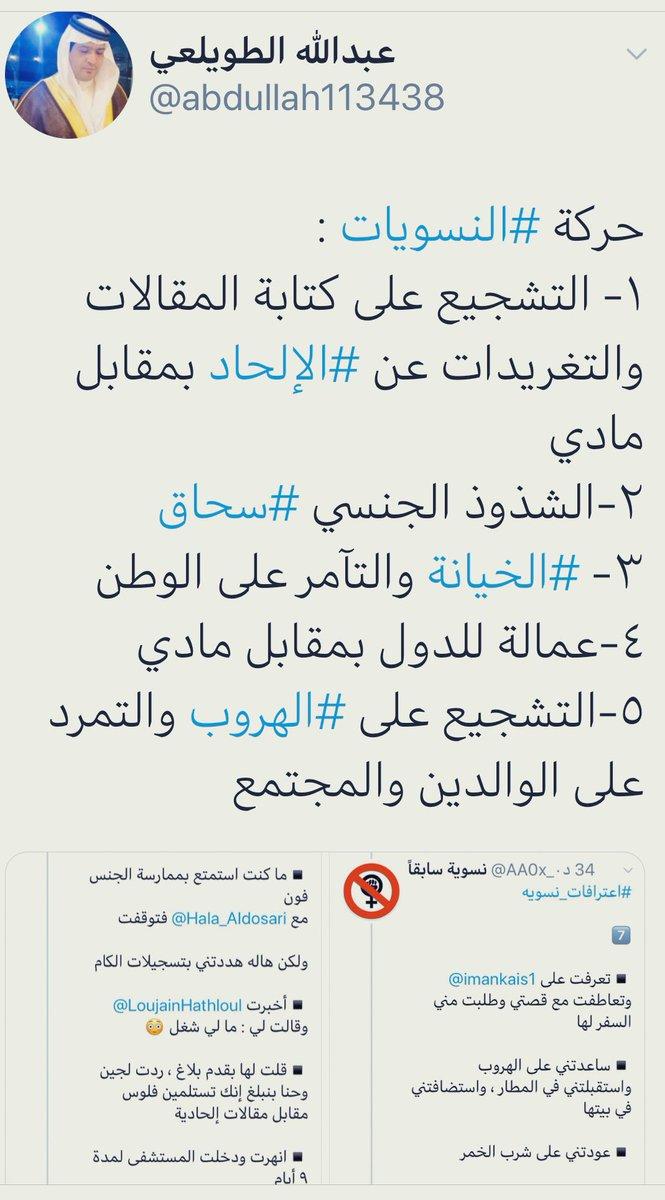 عبدالله الطويلعي
@abdullah113438
حركة #النسويات :
١- التشجيع على كتابة المقالات
والتغريدات عن #الإلحاد بمقابل
مادي
٢-الشذوذ الجنسي #سحاق
٣- #الخيانة والتآمر على الوطن
٤-عمالة للدول بمقابل مادي
٥-التشجيع على #الهروب والتمرد
على الوالدين والمجتمع
نسوية سابقاً @AA0x_ · 34 د
#اعترافات_نسويه
7
■ تعرفت على @imankais1
وتعاطفت مع قصتي وطلبت مني
السفر لها
■ ساعدتني على الهروب
واستقبلتني في المطار ، واستضافتني
في بيتها
■ عودتني على شرب الخمر
■ ما كنت استمتع بممارسة الجنس
فون
مع @Hala_Aldosari فتوقفت
ولكن هاله هددتني بتسجيلات الكام
■ أخبرت @LoujainHathloul
وقالت لي : ما لي شغل 😳
■ قلت لها بقدم بلاغ ، ردت لجين
وحنا بنبلغ إنك تستلمين فلوس
مقابل مقالات إلحادية
■ انهرت ودخلت المستشفى لمدة
٩ أيام